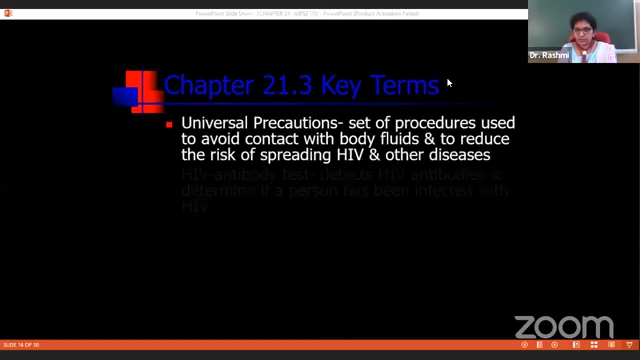 PowerPoint Slide Show - [CHAPTER 21- AIPS2 [??]] - PowerPoint (Product Activation Failed)
Dr. Rashmi
Chapter 21.3 Key Terms
Universal Precautions- set of procedures used
to avoid contact with body fluids & to reduce
the risk of spreading HIV & other diseases
HIV-antibody test- detects HIV antibodies to
determine if a person has been infected with
HIV
zoom
SLIDE 16 OF 30